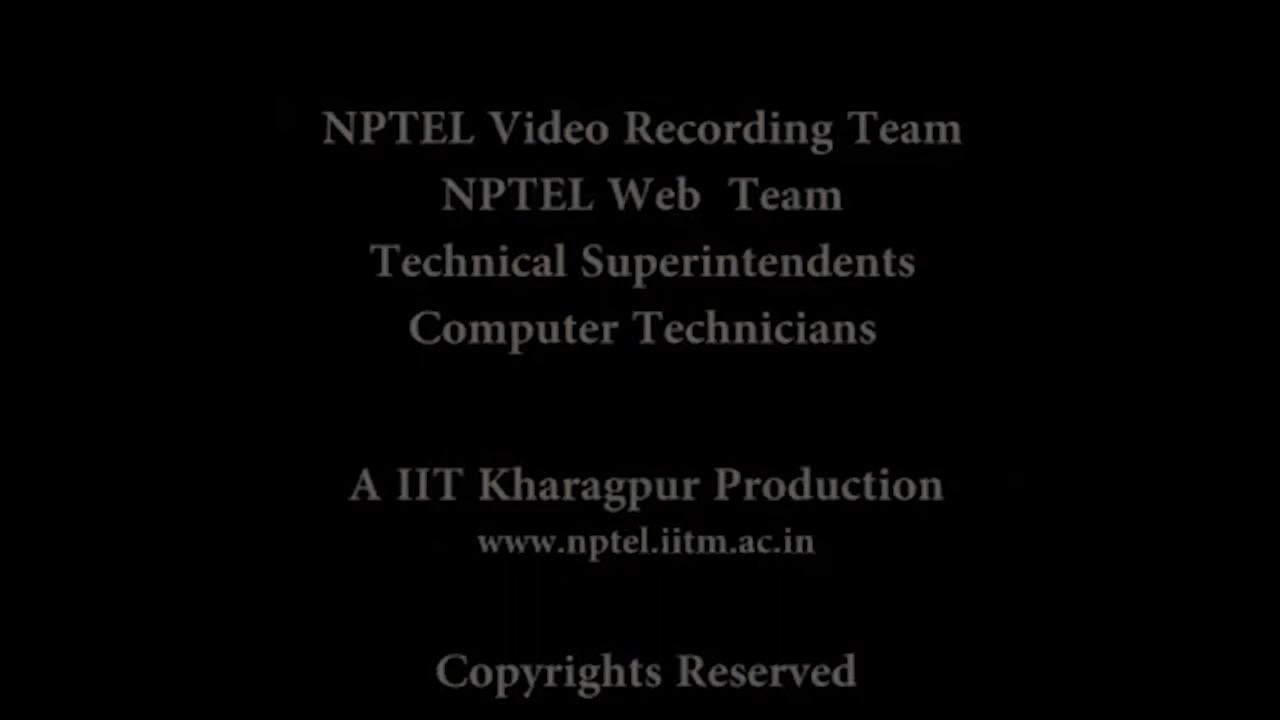 NPTEL Video Recording Team
NPTEL Web Team
Technical Superintendents
Computer Technicians
A IIT Kharagpur Production
www.nptel.iitm.ac.in
Copyrights Reserved